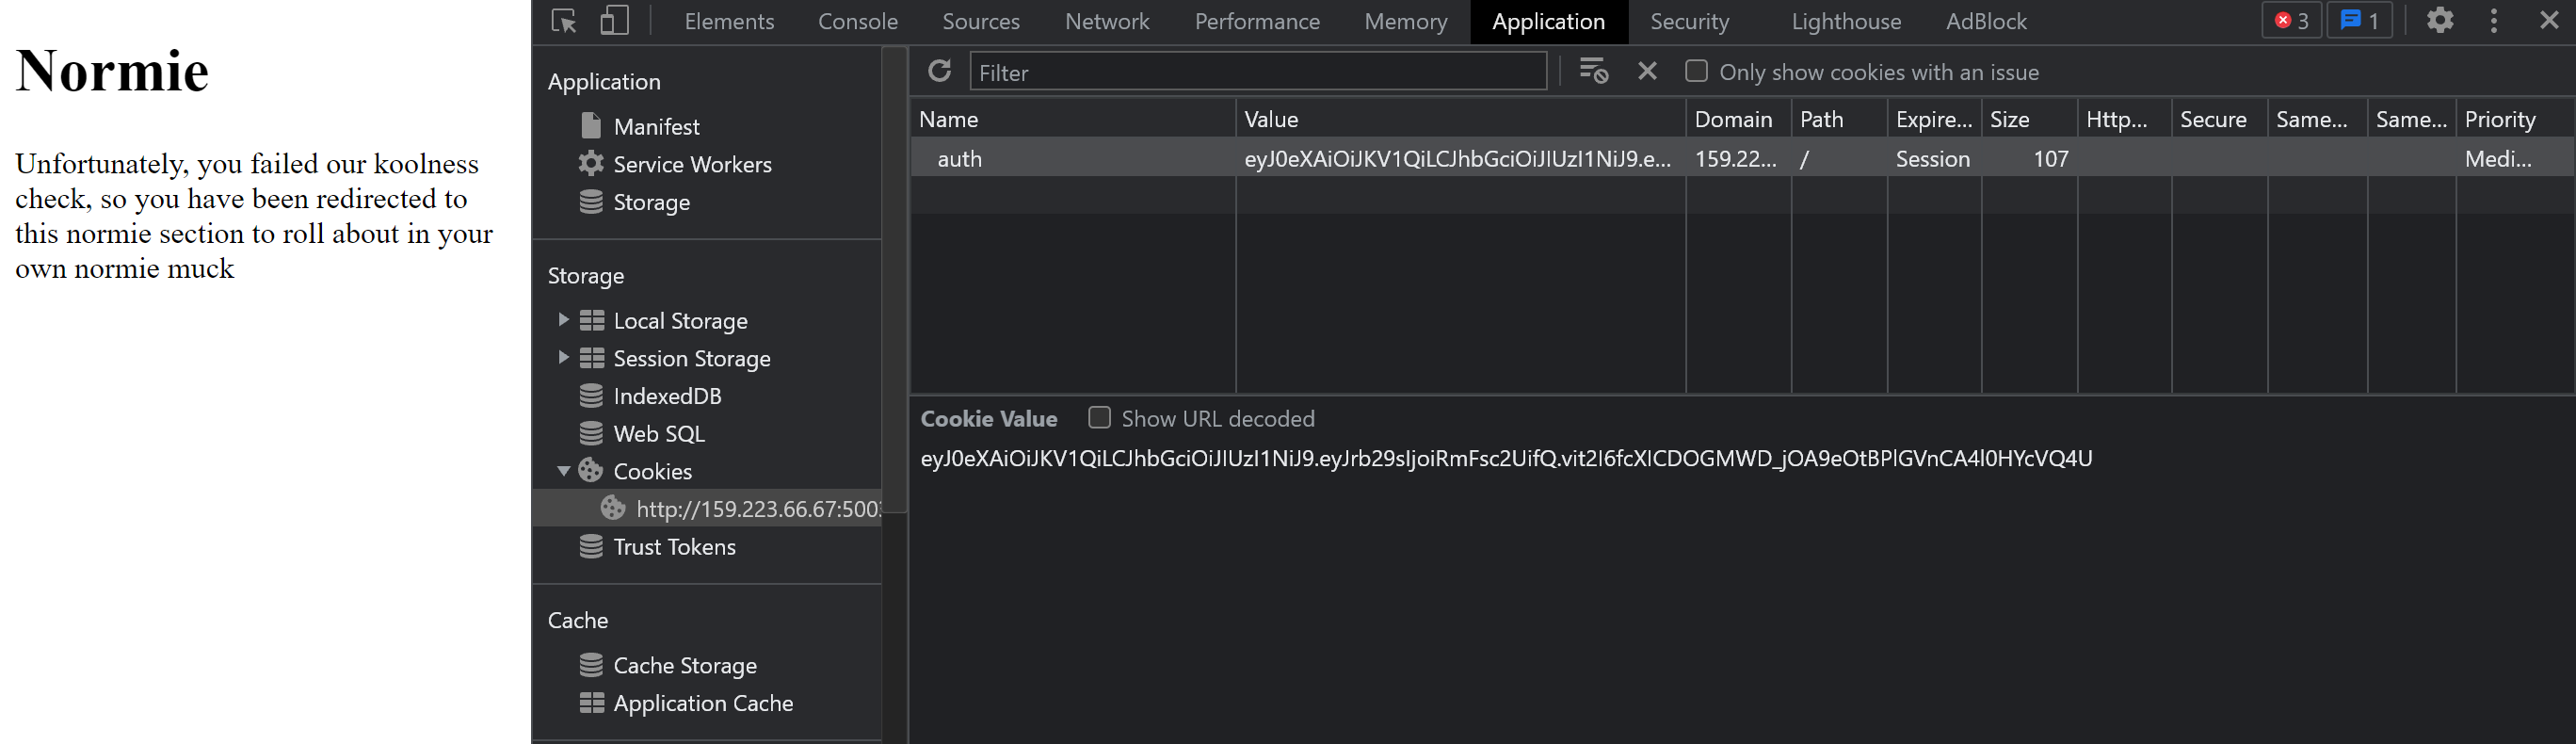 Normie
Unfortunately, you failed our koolness
check, so you have been redirected to
this normie section to roll about in your
own normie muck
Elements Console Sources Network Performance Memory Application Security Lighthouse AdBlock 3 1
Application
Manifest
Service Workers
Storage
Storage
Local Storage
Session Storage
IndexedDB
Web SQL
Cookies
http://159.223.66.67:5003
Trust Tokens
Cache
Cache Storage
Application Cache
Filter Only show cookies with an issue
Name Value Domain Path Expire... Size Http... Secure Same... Same... Priority
auth eyJ0eXAiOiJKV1QiLCJhbGciOiJIUzI1NiJ9.e... 159.22... / Session 107 Medi...
Cookie Value Show URL decoded
eyJ0eXAiOiJKV1QiLCJhbGciOiJIUzI1NiJ9.eyJrb29sIjoiRmFsc2UifQ.vit2I6fcXICDOGMWD_jOA9eOtBPlGVnCA4l0HYcVQ4U